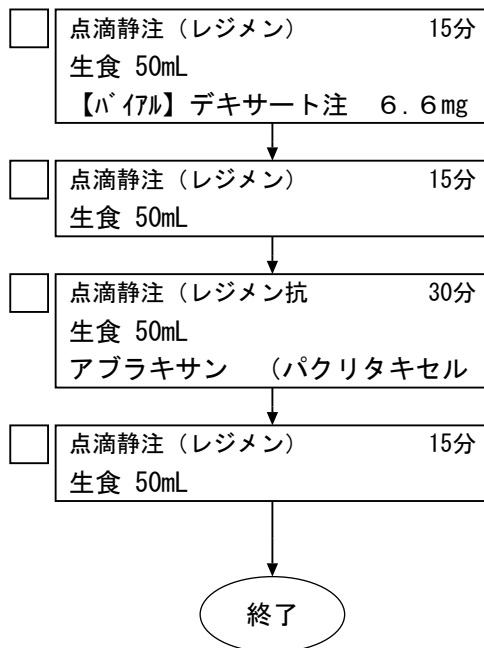 点滴静注（レジメン） 15分
生食 50mL
【ﾊﾞｲｱﾙ】デキサート注　６．６mg
点滴静注（レジメン） 15分
生食 50mL
点滴静注（レジメン抗 30分
生食 50mL
アブラキサン　（パクリタキセル
点滴静注（レジメン） 15分
生食 50mL
終了